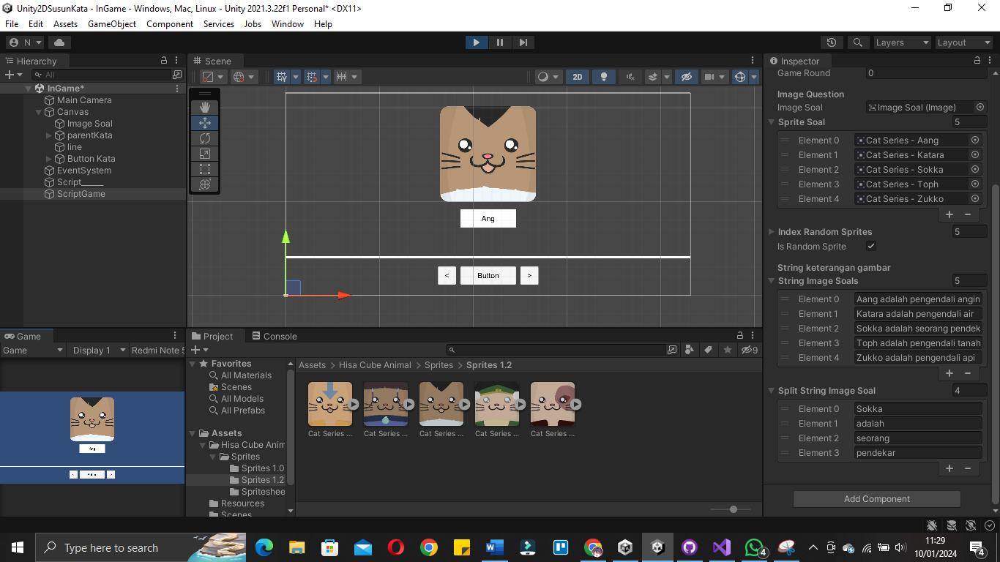 Unity2DSusunKata - InGame - Windows, Mac, Linux - Unity 2021.3.22f1 Personal* <DX11>
File Edit Assets GameObject Component Services Jobs Window Help
N Layers Layout
Hierarchy
All
InGame*
Main Camera
Canvas
Image Soal
parentKata
line
Button Kata
EventSystem
Script_____
ScriptGame
Scene
2D
Ang
< Button >
Inspector
Game Round 0
Image Question
Image Soal Image Soal (Image)
Sprite Soal 5
Element 0 Cat Series - Aang
Element 1 Cat Series - Katara
Element 2 Cat Series - Sokka
Element 3 Cat Series - Toph
Element 4 Cat Series - Zukko
Index Random Sprites 5
Is Random Sprite
String keterangan gambar
String Image Soals 5
Element 0 Aang adalah pengendali angin
Element 1 Katara adalah pengendali air
Element 2 Sokka adalah seorang pendek
Element 3 Toph adalah pengendali tanah
Element 4 Zukko adalah pengendali api
Split String Image Soal 4
Element 0 Sokka
Element 1 adalah
Element 2 seorang
Element 3 pendekar
Add Component
Game
Game Display 1 Redmi Note 5
Ang
< >
Project Console
9
Favorites
All Materials
Scenes
All Models
All Prefabs
Assets
Hisa Cube Anim
Sprites
Sprites 1.0
Sprites 1.2
Spriteshee
Resources
Scenes
Assets > Hisa Cube Animal > Sprites > Sprites 1.2
Cat Series ... Cat Series ... Cat Series ... Cat Series ... Cat Series ...
Type here to search
4
11:29
10/01/2024
4